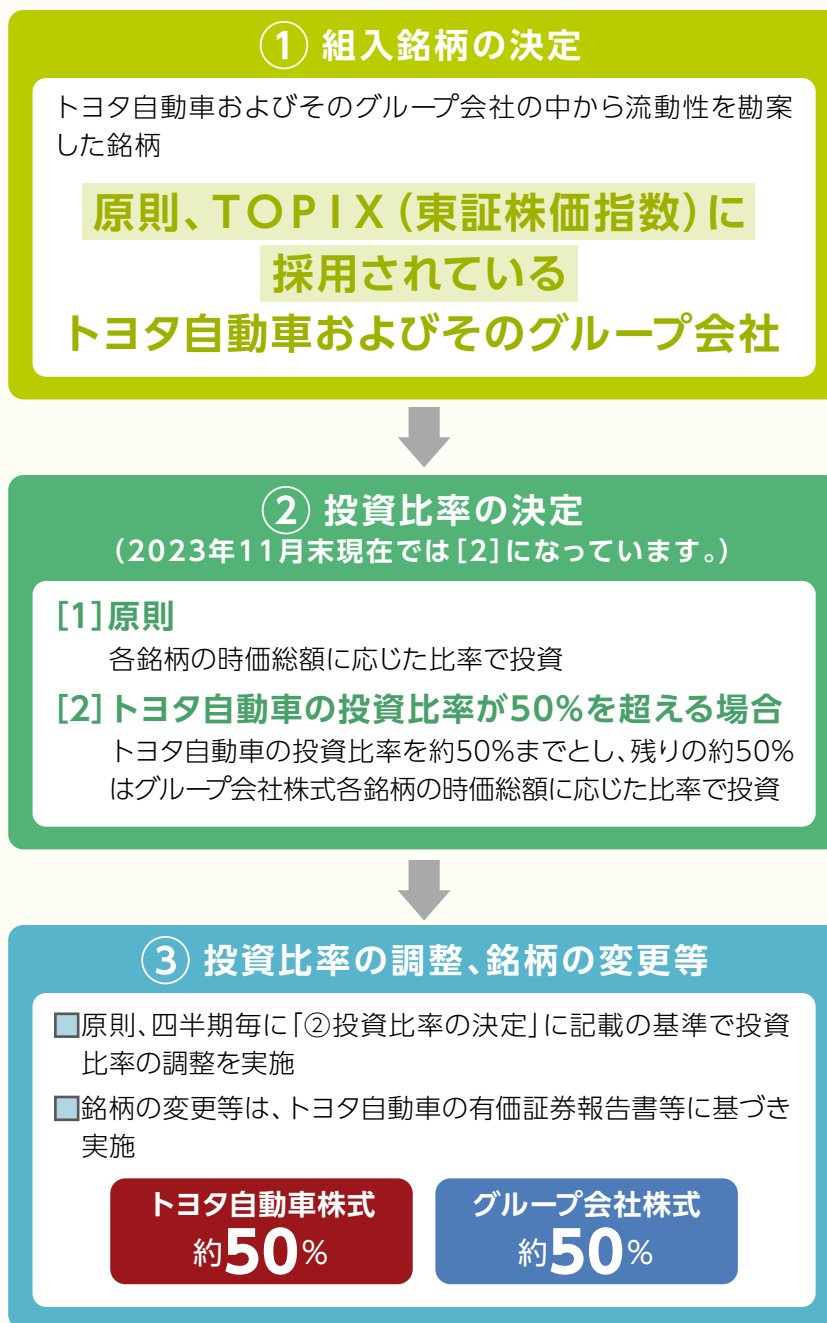 ① 組入銘柄の決定
トヨタ自動車およびそのグループ会社の中から流動性を勘案
した銘柄
原則、TOPIX(東証株価指数)に
採用されている
トヨタ自動車およびそのグループ会社
② 投資比率の決定
(2023年11月末現在では[2]になっています。)
[1]原則
各銘柄の時価総額に応じた比率で投資
[2]トヨタ自動車の投資比率が50%を超える場合
トヨタ自動車の投資比率を約50%までとし、残りの約50%
はグループ会社株式各銘柄の時価総額に応じた比率で投資
③ 投資比率の調整、銘柄の変更等
■原則、四半期毎に「②投資比率の決定」に記載の基準で投資
比率の調整を実施
■銘柄の変更等は、トヨタ自動車の有価証券報告書等に基づき
実施
トヨタ自動車株式
約50%
グループ会社株式
約50%